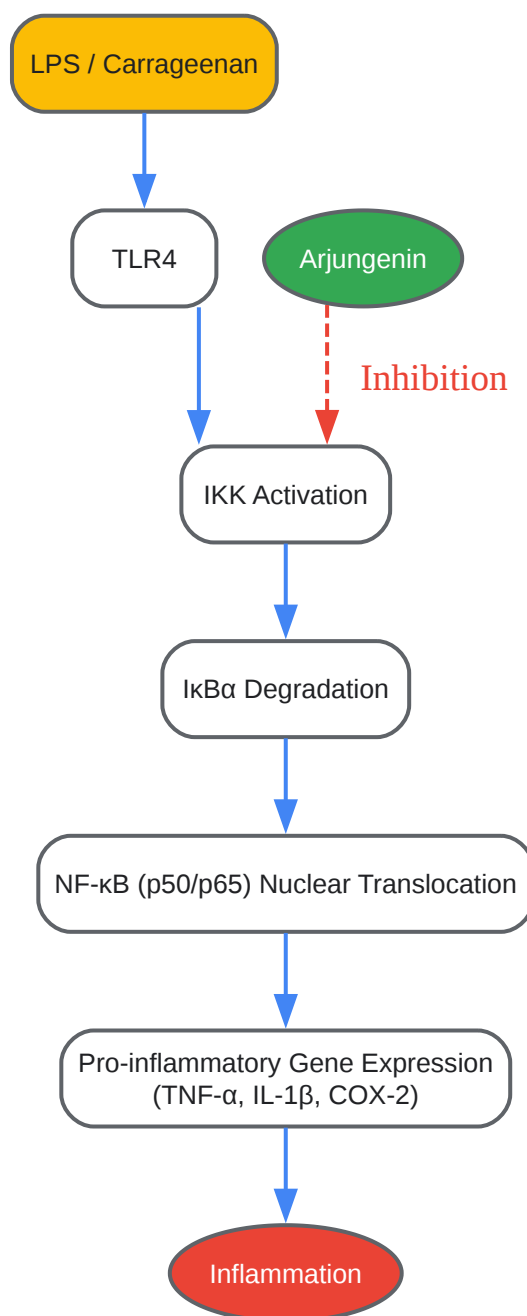 LPS / Carrageenan
TLR4
Arjungenin
Inhibition
IKK Activation
IκBα Degradation
NF-κB (p50/p65) Nuclear Translocation
Pro-inflammatory Gene Expression
(TNF-α, IL-1β, COX-2)
Inflammation